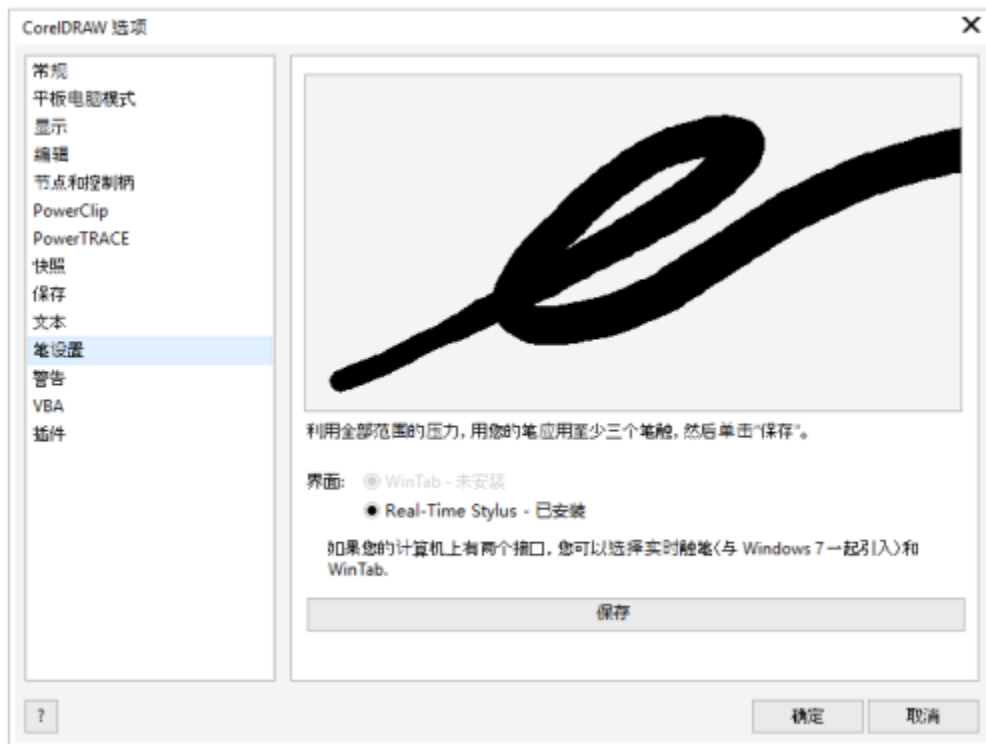 CorelDRAW 选项
常规
平板电脑模式
显示
编辑
节点和控制柄
PowerClip
PowerTRACE
快照
保存
文本
笔设置
警告
VBA
插件
利用全部范围的压力, 用您的笔应用至少三个笔触, 然后单击“保存”。
界面:
WinTab - 未安装
Real-Time Stylus - 已安装
如果您的计算机上有两个接口, 您可以选择实时触笔(与 Windows 7 一起引入)和
WinTab.
保存
?
确定
取消